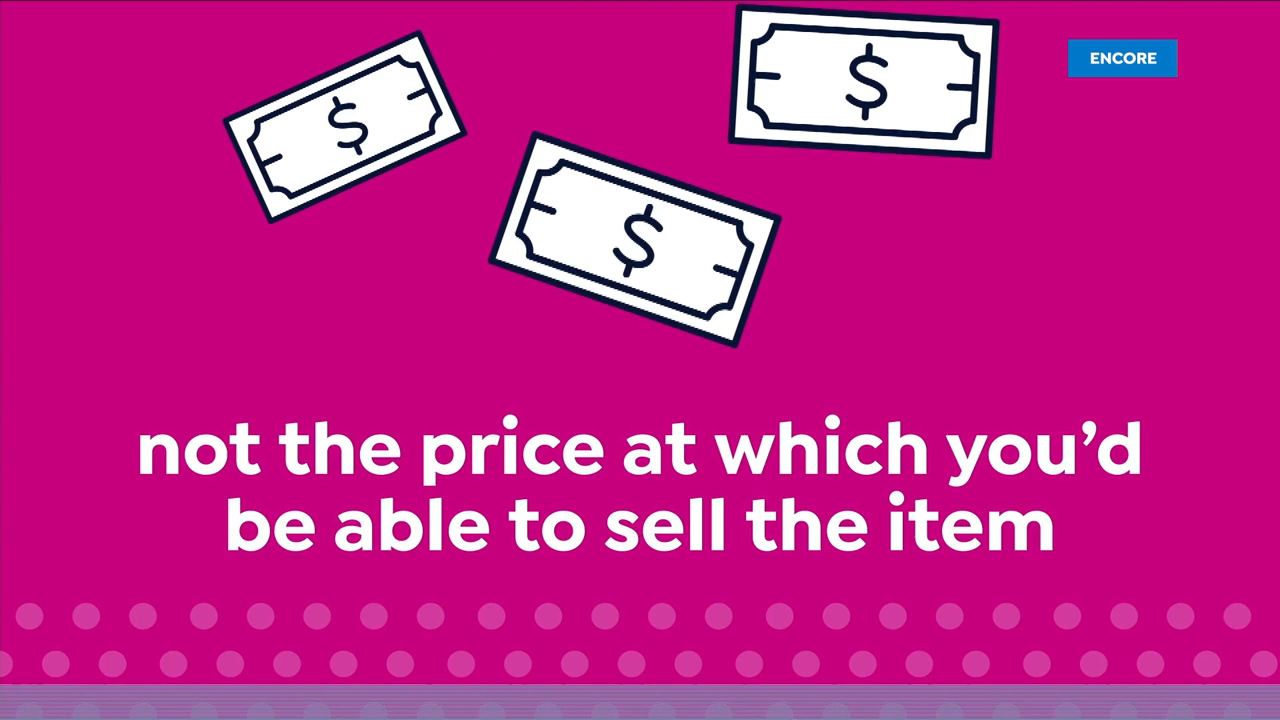 $
$
$
ENCORE
not the price at which you’d
be able to sell the item